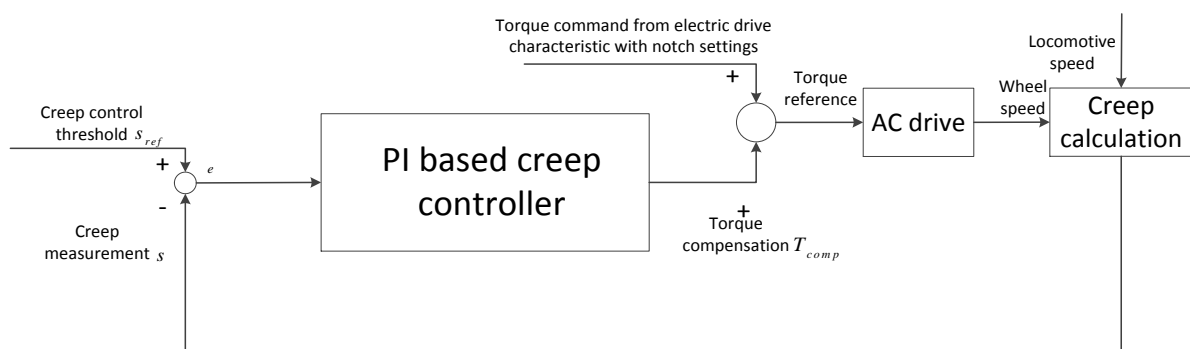 Torque command from electric drive
characteristic with notch settings
+
Locomotive
speed
Creep control
threshold s_ref
+
-
e
PI based creep
controller
Torque
reference
AC drive
Wheel
speed
Creep
calculation
Creep
measurement s
+
Torque
compensation T_comp